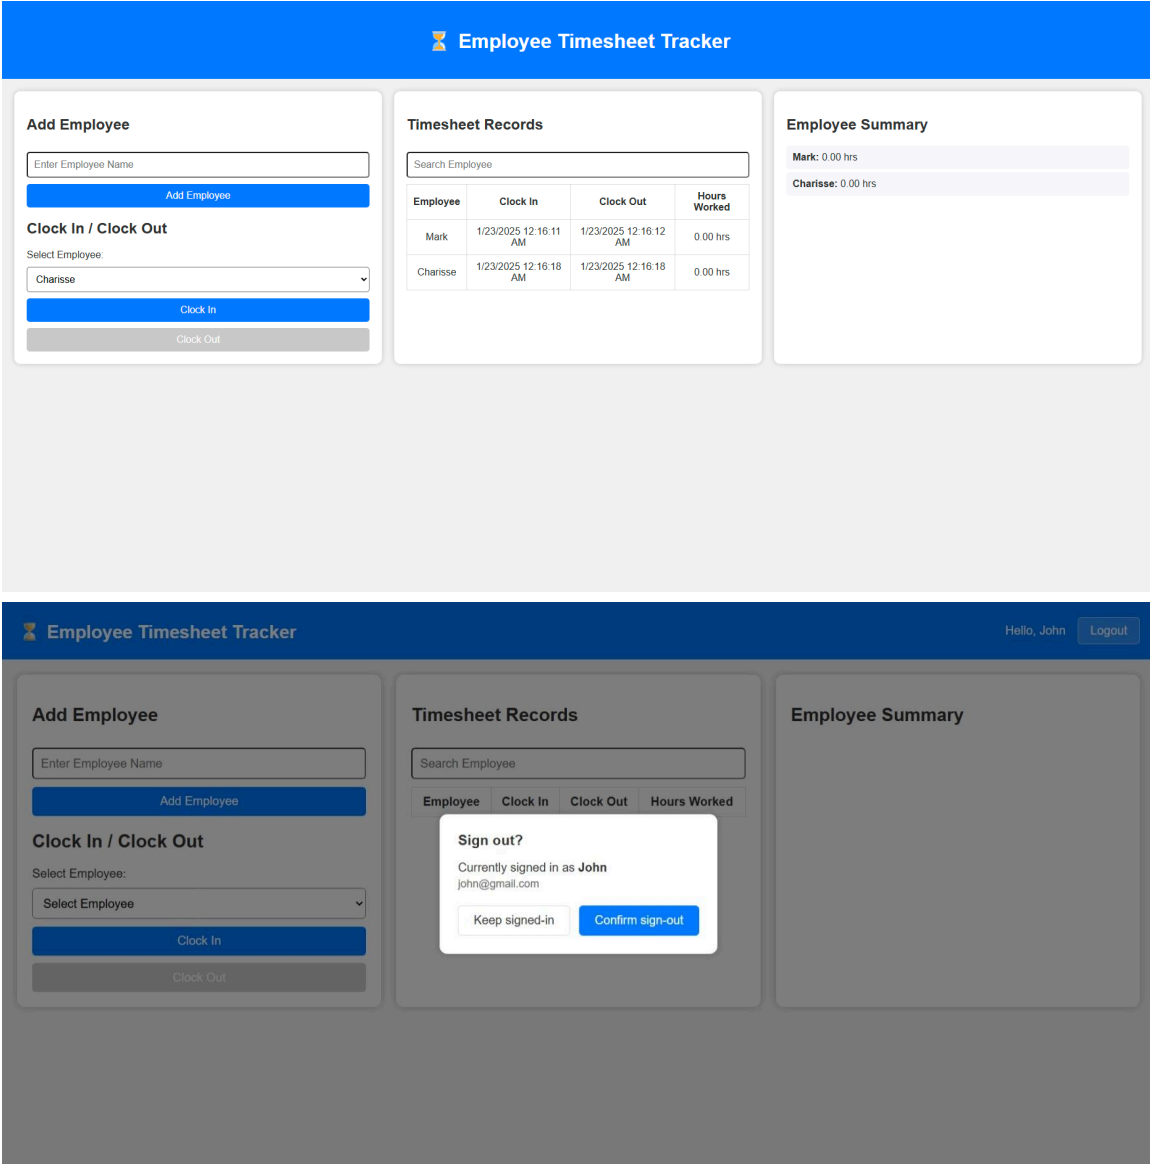 ⏳ Employee Timesheet Tracker
Add Employee
Enter Employee Name
Add Employee
Clock In / Clock Out
Select Employee:
Charisse
Clock In
Clock Out
Timesheet Records
Search Employee
Employee Clock In Clock Out Hours Worked
Mark 1/23/2025 12:16:11 AM 1/23/2025 12:16:12 AM 0.00 hrs
Charisse 1/23/2025 12:16:18 AM 1/23/2025 12:16:18 AM 0.00 hrs
Employee Summary
Mark: 0.00 hrs
Charisse: 0.00 hrs
⏳ Employee Timesheet Tracker
Hello, John
Logout
Add Employee
Enter Employee Name
Add Employee
Clock In / Clock Out
Select Employee:
Select Employee
Clock In
Clock Out
Timesheet Records
Search Employee
Employee Clock In Clock Out Hours Worked
Sign out?
Currently signed in as John
john@gmail.com
Keep signed-in
Confirm sign-out
Employee Summary